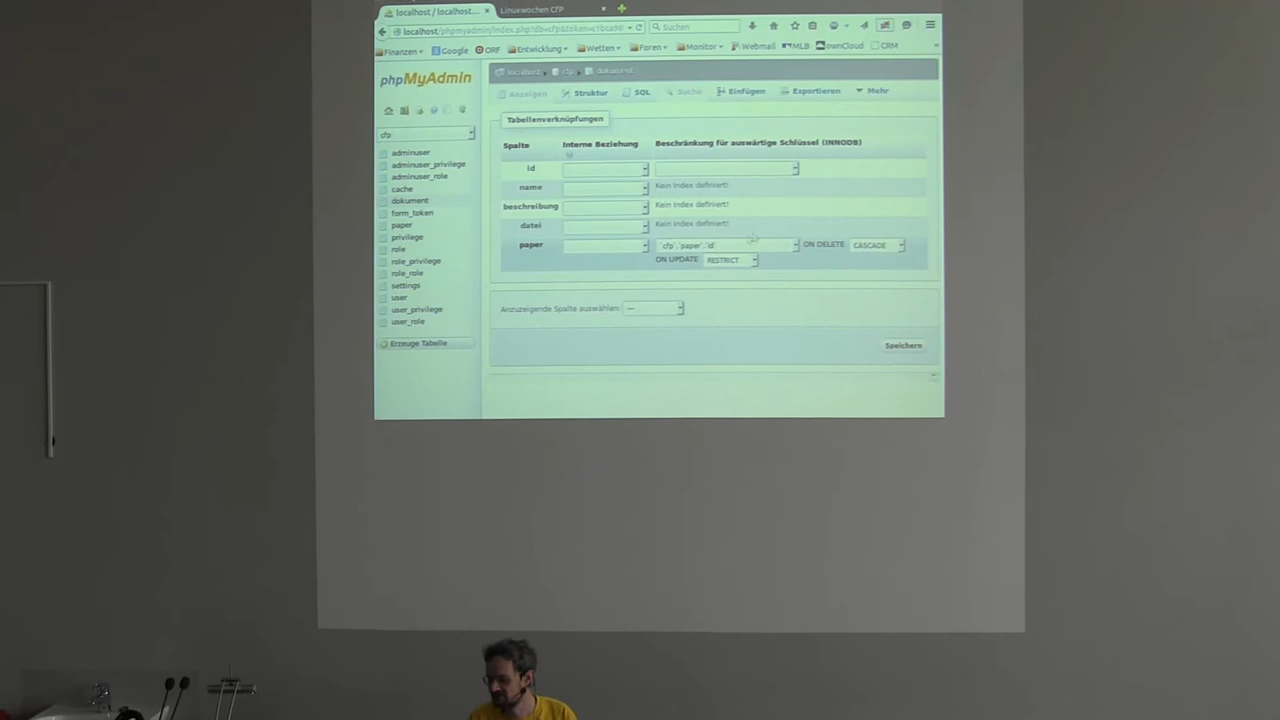 localhost / localhost...
Linuxwochen CfP
localhost/phpmyadmin/index.php?db=cfp&token=c1bca90
Suchen
Finanzen
Google
ORF
Entwicklung
Wetten
Foren
Monitor
Webmail
MLB
ownCloud
CRM
phpMyAdmin
localhost
cfp
dokument
Anzeigen
Struktur
SQL
Suche
Einfügen
Exportieren
Mehr
cfp
adminuser
adminuser_privilege
adminuser_role
cache
dokument
form_token
paper
privilege
role
role_privilege
role_role
settings
user
user_privilege
user_role
Erzeuge Tabelle
Tabellenverknüpfungen
Spalte Interne Beziehung Beschränkung für auswärtige Schlüssel (INNODB)
id
name Kein Index definiert!
beschreibung Kein Index definiert!
datei Kein Index definiert!
paper `cfp`.`paper`.`id` ON DELETE CASCADE
ON UPDATE RESTRICT
Anzuzeigende Spalte auswählen: ---
Speichern